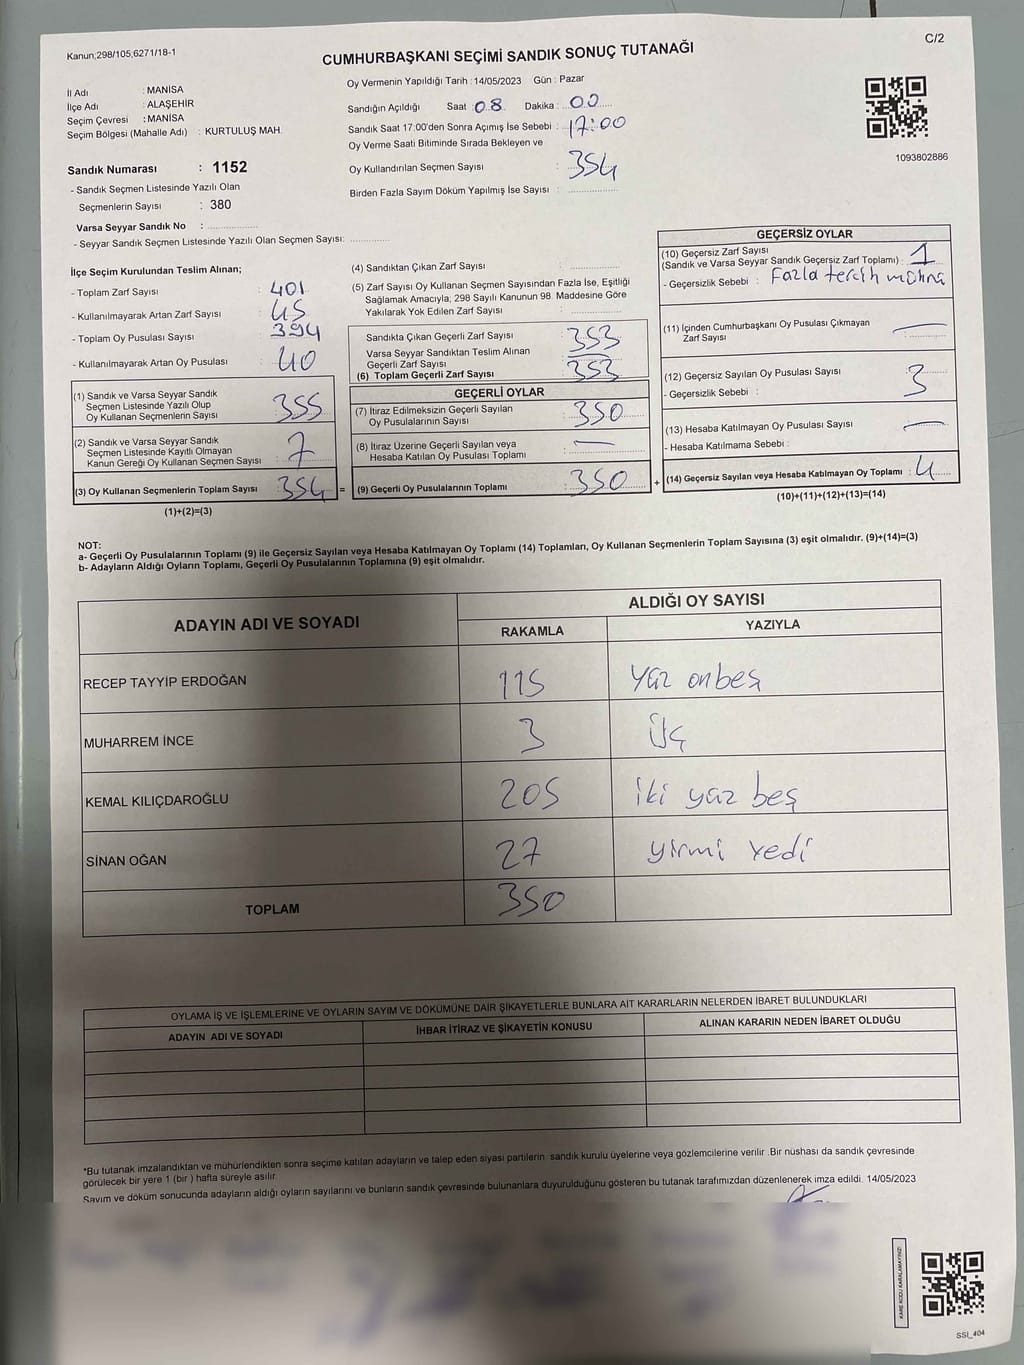 Kanun;298/105,6271/18-1
C/2
CUMHURBAŞKANI SEÇİMİ SANDIK SONUÇ TUTANAĞI
İl Adı : MANİSA
İlçe Adı : ALAŞEHİR
Seçim Çevresi : MANİSA
Seçim Bölgesi (Mahalle Adı) : KURTULUŞ MAH.
Oy Vermenin Yapıldığı Tarih : 14/05/2023 Gün : Pazar
Sandığın Açıldığı Saat : 08 Dakika : 00
Sandık Saat 17:00'den Sonra Açımış İse Sebebi : 17:00
Oy Verme Saati Bitiminde Sırada Bekleyen ve
Oy Kullandırılan Seçmen Sayısı : 354
Birden Fazla Sayım Döküm Yapılmış İse Sayısı :
1093802886
Sandık Numarası : 1152
- Sandık Seçmen Listesinde Yazılı Olan
Seçmenlerin Sayısı : 380
Varsa Seyyar Sandık No :
- Seyyar Sandık Seçmen Listesinde Yazılı Olan Seçmen Sayısı:
İlçe Seçim Kurulundan Teslim Alınan;
- Toplam Zarf Sayısı : 401
- Kullanılmayarak Artan Zarf Sayısı : 45
- Toplam Oy Pusulası Sayısı : 394
- Kullanılmayarak Artan Oy Pusulası : 40
(1) Sandık ve Varsa Seyyar Sandık
Seçmen Listesinde Yazılı Olup
Oy Kullanan Seçmenlerin Sayısı : 355
(2) Sandık ve Varsa Seyyar Sandık
Seçmen Listesinde Kayıtlı Olmayan
Kanun Gereği Oy Kullanan Seçmen Sayısı : 7
(3) Oy Kullanan Seçmenlerin Toplam Sayısı : 354 =
(1)+(2)=(3)
(4) Sandıktan Çıkan Zarf Sayısı :
(5) Zarf Sayısı Oy Kullanan Seçmen Sayısından Fazla İse, Eşitliği
Sağlamak Amacıyla; 298 Sayılı Kanunun 98. Maddesine Göre
Yakılarak Yok Edilen Zarf Sayısı :
Sandıkta Çıkan Geçerli Zarf Sayısı : 353
Varsa Seyyar Sandıktan Teslim Alınan
Geçerli Zarf Sayısı :
(6) Toplam Geçerli Zarf Sayısı : 353
GEÇERLİ OYLAR
(7) İtiraz Edilmeksizin Geçerli Sayılan
Oy Pusulalarının Sayısı : 350
(8) İtiraz Üzerine Geçerli Sayılan veya
Hesaba Katılan Oy Pusulası Toplamı : —
(9) Geçerli Oy Pusulalarının Toplamı : 350 +
GEÇERSİZ OYLAR
(10) Geçersiz Zarf Sayısı
(Sandık ve Varsa Seyyar Sandık Geçersiz Zarf Toplamı) : 1
- Geçersizlik Sebebi : Fazla tercih
(11) İçinden Cumhurbaşkanı Oy Pusulası Çıkmayan
Zarf Sayısı : —
(12) Geçersiz Sayılan Oy Pusulası Sayısı : 3
- Geçersizlik Sebebi :
(13) Hesaba Katılmayan Oy Pusulası Sayısı : —
- Hesaba Katılmama Sebebi :
(14) Geçersiz Sayılan veya Hesaba Katılmayan Oy Toplamı : 4
(10)+(11)+(12)+(13)=(14)
NOT:
a- Geçerli Oy Pusulalarının Toplamı (9) ile Geçersiz Sayılan veya Hesaba Katılmayan Oy Toplamı (14) Toplamları, Oy Kullanan Seçmenlerin Toplam Sayısına (3) eşit olmalıdır. (9)+(14)=(3)
b- Adayların Aldığı Oyların Toplamı, Geçerli Oy Pusulalarının Toplamına (9) eşit olmalıdır.
ADAYIN ADI VE SOYADI
ALDIĞI OY SAYISI
RAKAMLA YAZIYLA
RECEP TAYYİP ERDOĞAN 115 yüz onbeş
MUHARREM İNCE 3 üç
KEMAL KILIÇDAROĞLU 205 iki yüz beş
SİNAN OĞAN 27 yirmi yedi
TOPLAM 350
OYLAMA İŞ VE İŞLEMLERİNE VE OYLARIN SAYIM VE DÖKÜMÜNE DAİR ŞİKAYETLERLE BUNLARA AİT KARARLARIN NELERDEN İBARET BULUNDUKLARI
ADAYIN ADI VE SOYADI İHBAR İTİRAZ VE ŞİKAYETİN KONUSU ALINAN KARARIN NEDEN İBARET OLDUĞU
*Bu tutanak imzalandıktan ve mühürlendikten sonra seçime katılan adayların ve talep eden siyasi partilerin sandık kurulu üyelerine veya gözlemcilerine verilir. Bir nüshası da sandık çevresinde
görülecek bir yere 1 (bir) hafta süreyle asılır.
Sayım ve döküm sonucunda adayların aldığı oyların sayılarını ve bunların sandık çevresinde bulunanlara duyurulduğunu gösteren bu tutanak tarafımızdan düzenlenerek imza edildi. 14/05/2023
KARE KODU KARALAMAYINIZ!
SSI_404